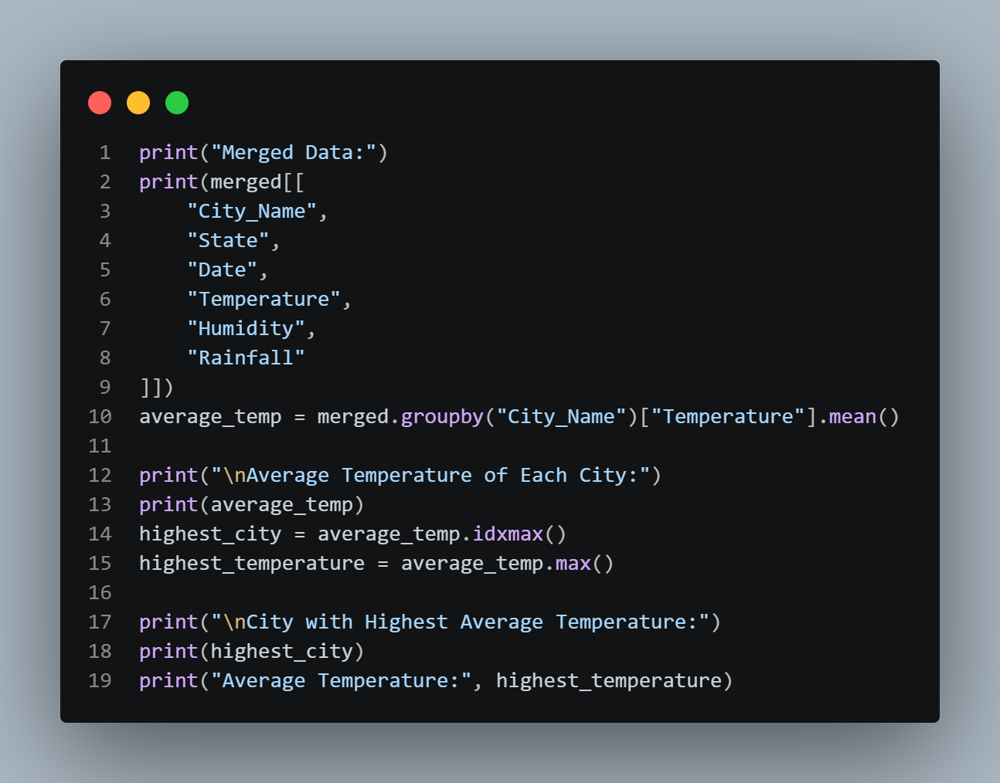 1 print("Merged Data:")
2 print(merged[[
3     "City_Name",
4     "State",
5     "Date",
6     "Temperature",
7     "Humidity",
8     "Rainfall"
9 ]])
10 average_temp = merged.groupby("City_Name")["Temperature"].mean()
11
12 print("\nAverage Temperature of Each City:")
13 print(average_temp)
14 highest_city = average_temp.idxmax()
15 highest_temperature = average_temp.max()
16
17 print("\nCity with Highest Average Temperature:")
18 print(highest_city)
19 print("Average Temperature:", highest_temperature)